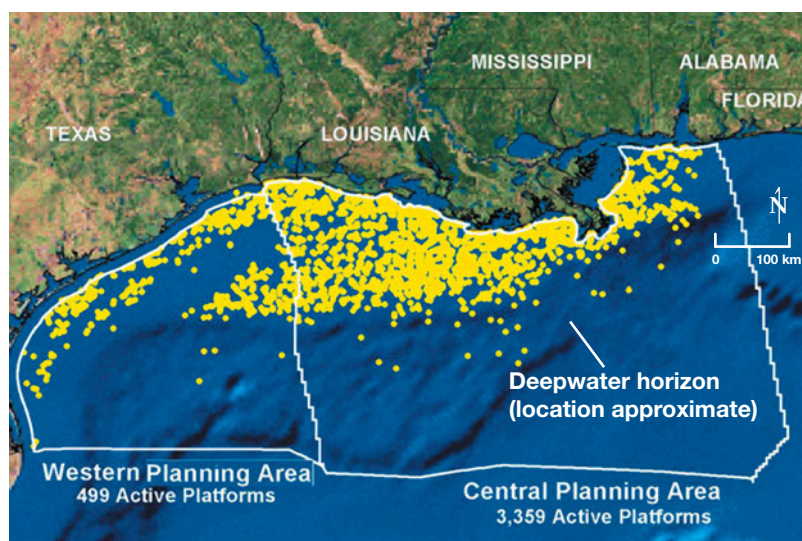 MISSISSIPPI
ALABAMA
FLORIDA
TEXAS
LOUISIANA
N
0 100 km
Deepwater horizon
(location approximate)
Western Planning Area
499 Active Platforms
Central Planning Area
3,359 Active Platforms